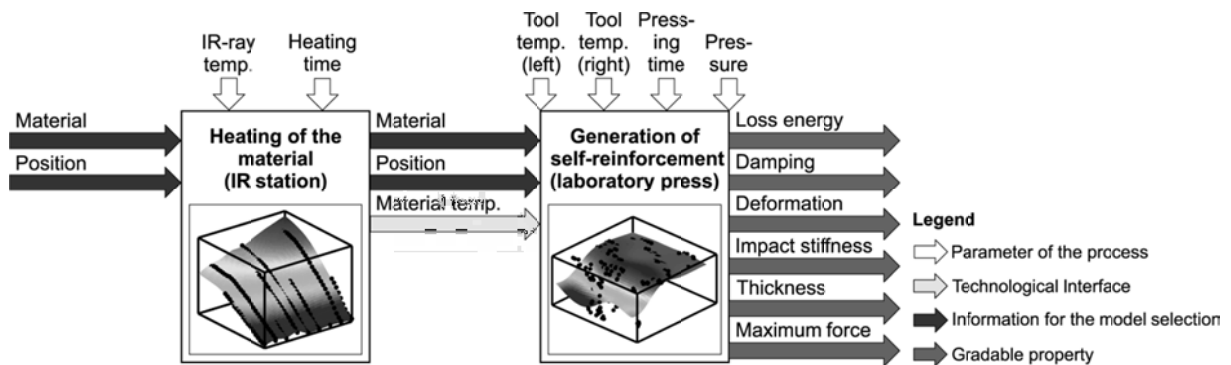 IR-ray
temp.
Heating
time
Tool
temp.
(left)
Tool
temp.
(right)
Press-
ing
time
Pres-
sure
Material
Position
Heating of the
material
(IR station)
Material
Position
Material temp.
Generation of
self-reinforcement
(laboratory press)
Loss energy
Damping
Deformation
Impact stiffness
Thickness
Maximum force
Legend
Parameter of the process
Technological Interface
Information for the model selection
Gradable property